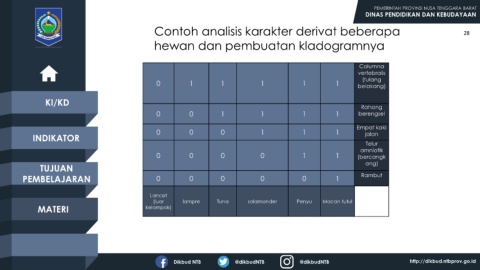 PEMERINTAH PROVINSI NUSA TENGGARA BARAT
DINAS PENDIDIKAN DAN KEBUDAYAAN
Contoh analisis karakter derivat beberapa
hewan dan pembuatan kladogramnya
28
KI/KD
INDIKATOR
TUJUAN
PEMBELAJARAN
MATERI
0 1 1 1 1 1 Columna
vertebralis
(tulang
belakang)
0 0 1 1 1 1 Rahang
berengsel
0 0 0 1 1 1 Empat kaki
jalan
0 0 0 0 1 1 Telur
amniotik
(bercangk
ang)
0 0 0 0 0 1 Rambut
Lancet
(luar
kelompok)
lampre
Tuna
salamander
Penyu
Macan tutul
Dikbud NTB
@dikbudNTB
@dikbudNTB
http://dikbud.ntbprov.go.id